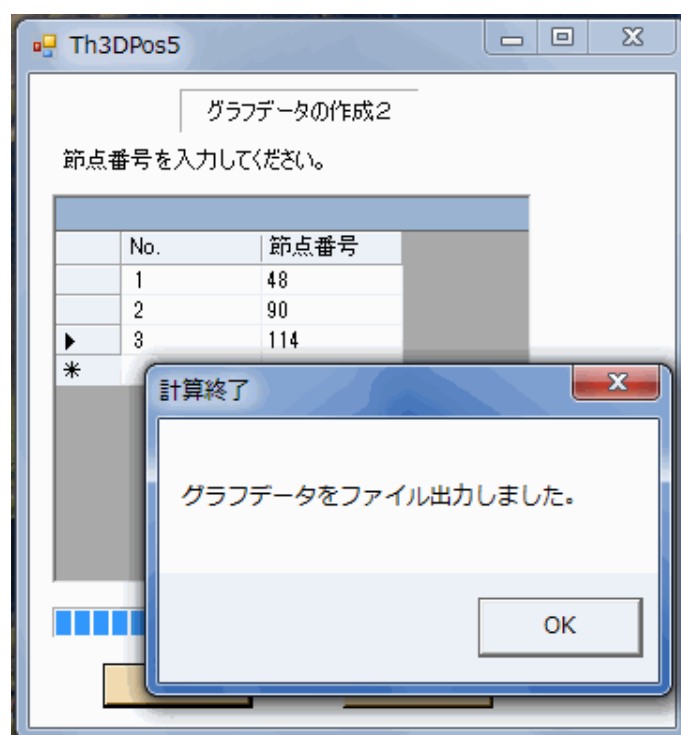 Th3DPos5
グラフデータの作成2
節点番号を入力してください。
No. 節点番号
1 48
2 90
3 114
計算終了
グラフデータをファイル出力しました。
OK